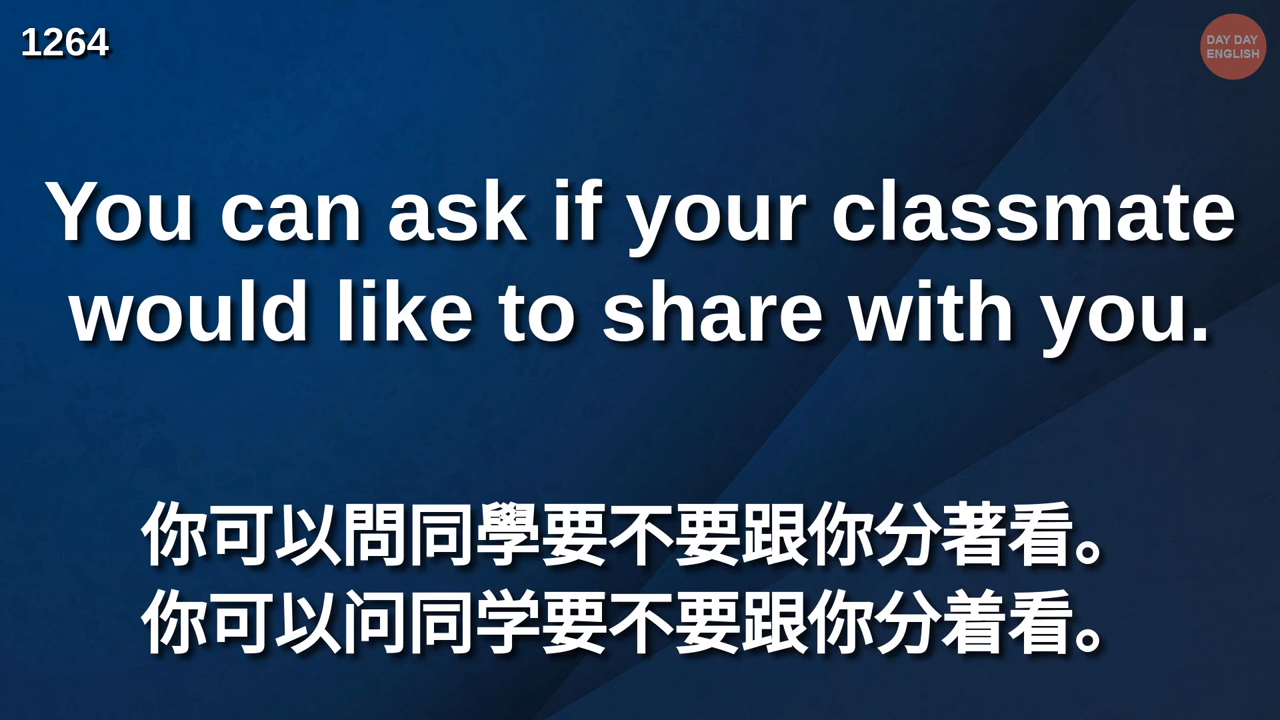 1264
DAY DAY
ENGLISH
You can ask if your classmate
would like to share with you.
你可以問同學要不要跟你分著看。
你可以问同学要不要跟你分着看。